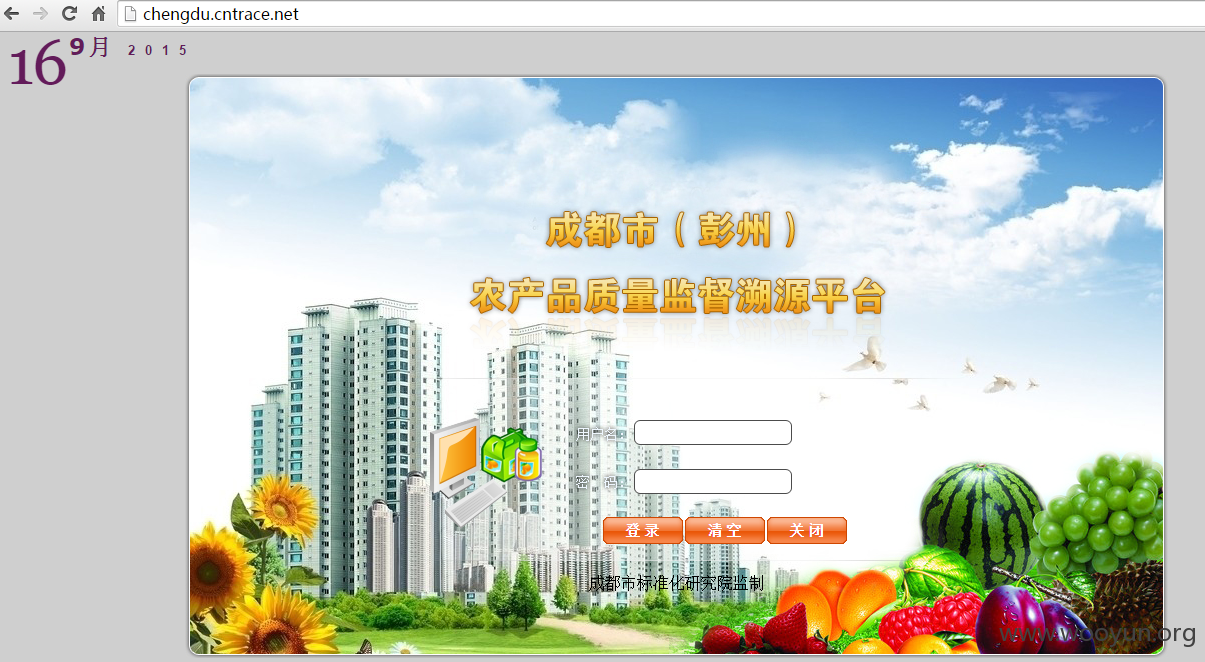 chengdu.cntrace.net
16 9月 2015
成都市（彭州）
农产品质量监督溯源平台
用户名：
密 码：
登 录 清 空 关 闭
成都市标准化研究院监制
www.wooyun.org